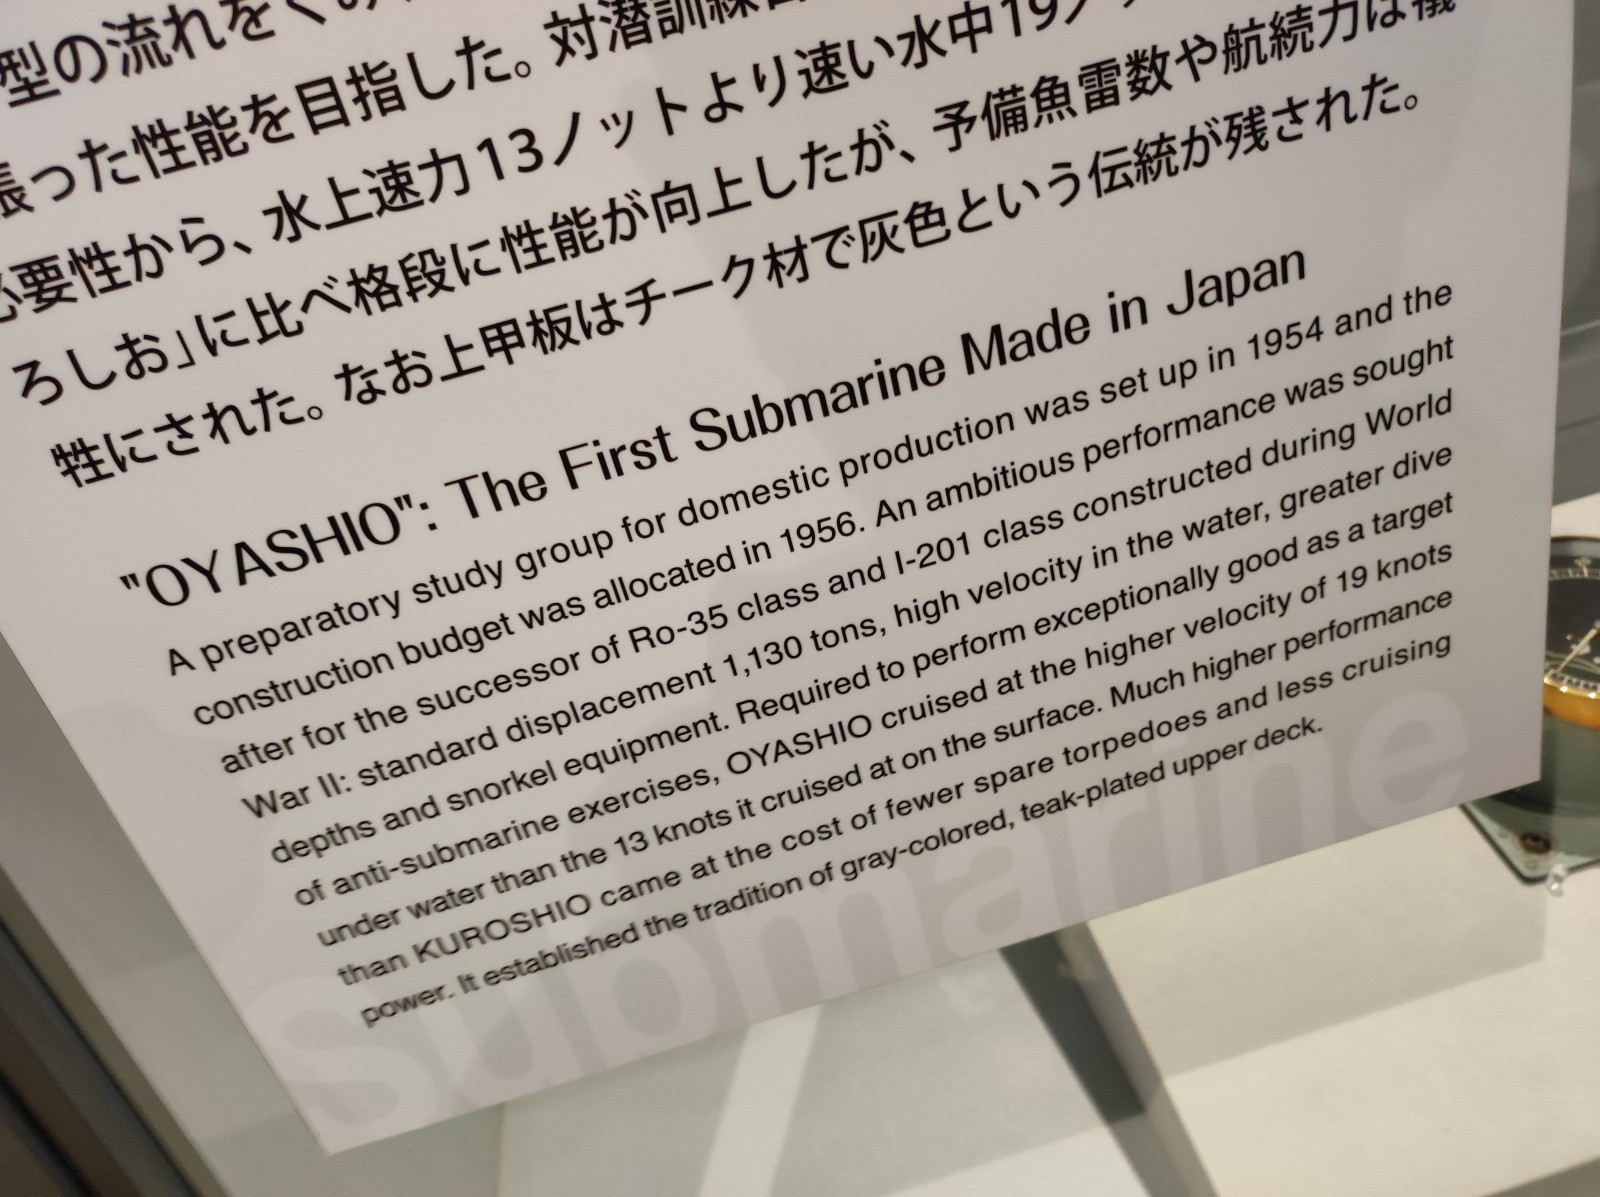 型の流れを
張った性能を目指した。対潜訓練
必要性から、水上速力13ノットより速い水中19ノ
ろしお」に比べ格段に性能が向上したが、予備魚雷数や航続力は犠
牲にされた。なお上甲板はチーク材で灰色という伝統が残された。
"OYASHIO": The First Submarine Made in Japan
A preparatory study group for domestic production was set up in 1954 and the
construction budget was allocated in 1956. An ambitious performance was sought
after for the successor of Ro-35 class and I-201 class constructed during World
War II: standard displacement 1,130 tons, high velocity in the water, greater dive
depths and snorkel equipment. Required to perform exceptionally good as a target
of anti-submarine exercises, OYASHIO cruised at the higher velocity of 19 knots
under water than the 13 knots it cruised at on the surface. Much higher performance
than KUROSHIO came at the cost of fewer spare torpedoes and less cruising
power. It established the tradition of gray-colored, teak-plated upper deck.
Submarine